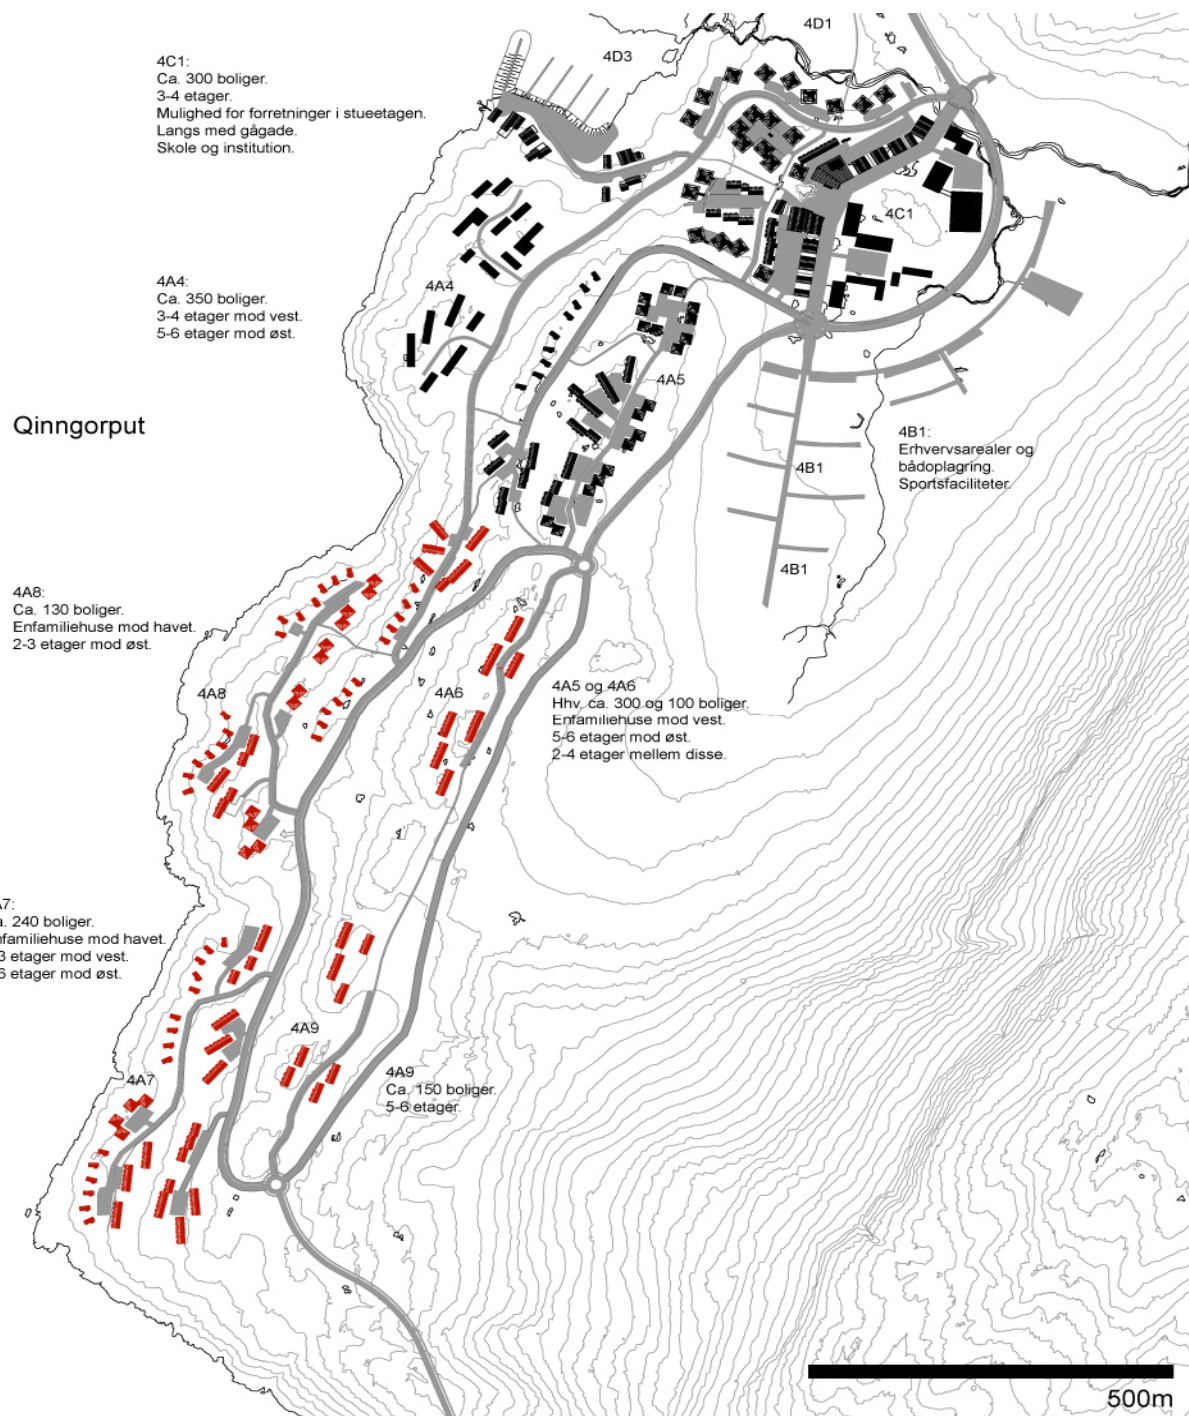 4D1
4D3
4C1:
Ca. 300 boliger.
3-4 etager.
Mulighed for forretninger i stueetagen.
Langs med gågade.
Skole og institution.
4C1
4A4:
Ca. 350 boliger.
3-4 etager mod vest.
5-6 etager mod øst.
4A4
4A5
Qinngorput
4B1:
Erhvervsarealer og
bådoplagring.
Sportsfaciliteter.
4B1
4B1
4A8:
Ca. 130 boliger.
Enfamiliehuse mod havet.
2-3 etager mod øst.
4A8
4A6
4A5 og 4A6
Hhv. ca. 300 og 100 boliger.
Enfamiliehuse mod vest.
5-6 etager mod øst.
2-4 etager mellem disse.
A7:
a. 240 boliger.
nfamiliehuse mod havet.
3 etager mod vest.
6 etager mod øst.
4A9
4A7
4A9
Ca. 150 boliger.
5-6 etager.
500m